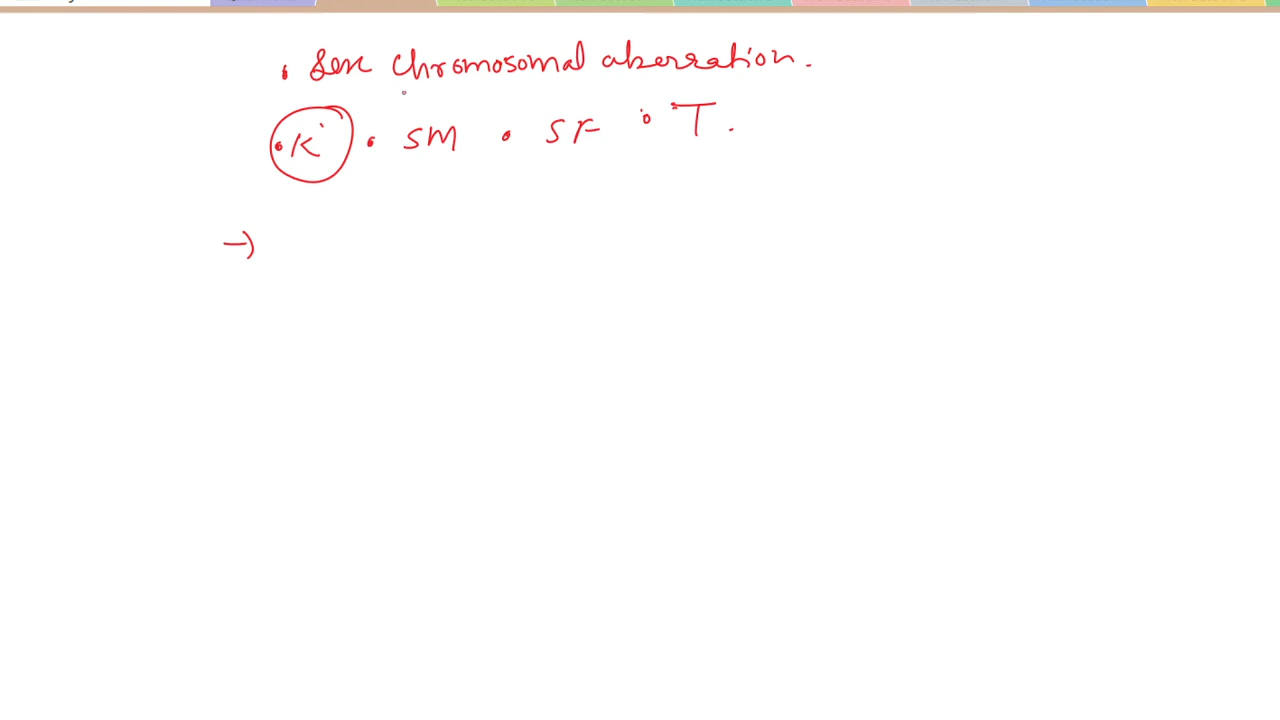 • Sex chromosomal aberration.
• K • SM • SF • T.
→